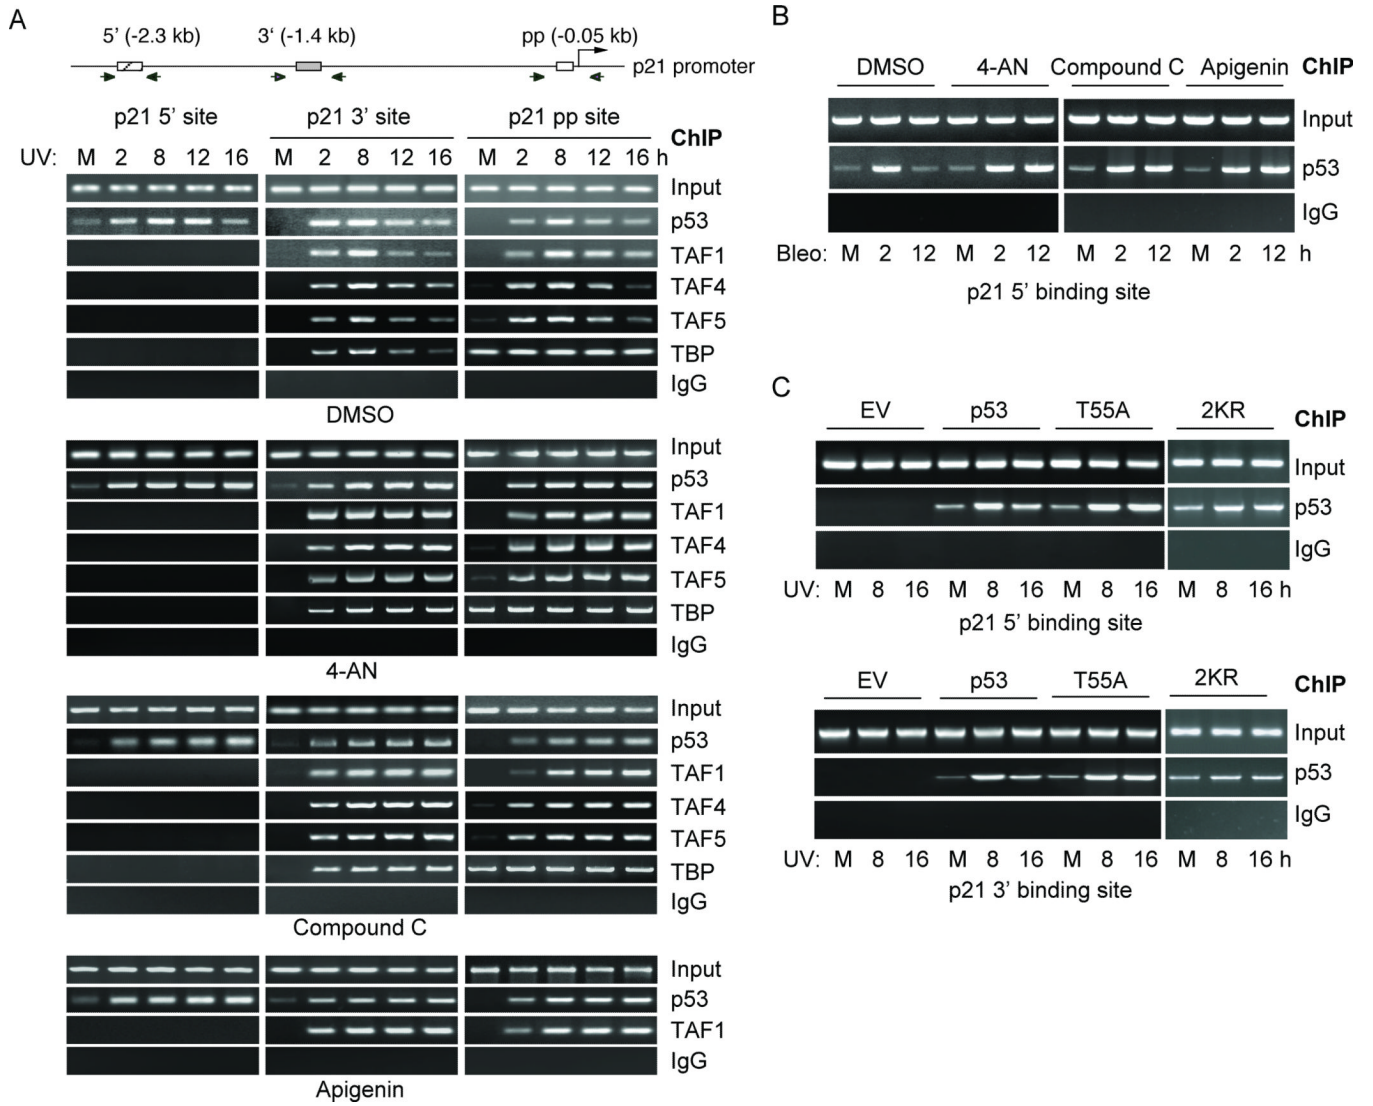 A
5’ (-2.3 kb) 3‘ (-1.4 kb) pp (-0.05 kb)
p21 promoter
p21 5’ site p21 3’ site p21 pp site
ChIP
UV: M 2 8 12 16 M 2 8 12 16 M 2 8 12 16 h
Input
p53
TAF1
TAF4
TAF5
TBP
IgG
DMSO
Input
p53
TAF1
TAF4
TAF5
TBP
IgG
4-AN
Input
p53
TAF1
TAF4
TAF5
TBP
IgG
Compound C
Input
p53
TAF1
IgG
Apigenin
B
DMSO 4-AN Compound C Apigenin ChIP
Input
p53
IgG
Bleo: M 2 12 M 2 12 M 2 12 M 2 12 h
p21 5’ binding site
C
EV p53 T55A 2KR ChIP
Input
p53
IgG
UV: M 8 16 M 8 16 M 8 16 M 8 16 h
p21 5’ binding site
EV p53 T55A 2KR ChIP
Input
p53
IgG
UV: M 8 16 M 8 16 M 8 16 M 8 16 h
p21 3’ binding site